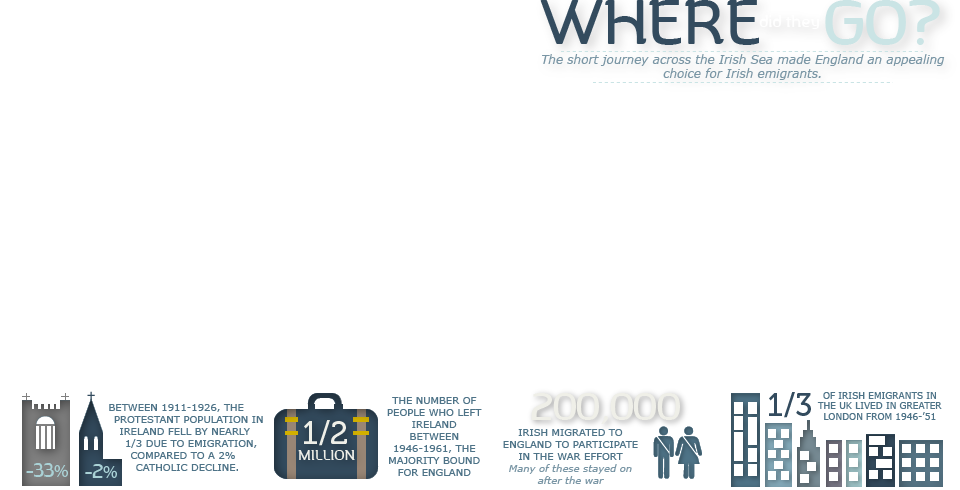 WHERE did they GO?
The short journey across the Irish Sea made England an appealing
choice for Irish emigrants.
-33%
-2%
BETWEEN 1911-1926, THE
PROTESTANT POPULATION IN
IRELAND FELL BY NEARLY
1/3 DUE TO EMIGRATION,
COMPARED TO A 2%
CATHOLIC DECLINE.
1/2
MILLION
THE NUMBER OF
PEOPLE WHO LEFT
IRELAND
BETWEEN
1946-1961, THE
MAJORITY BOUND
FOR ENGLAND
200,000
IRISH MIGRATED TO
ENGLAND TO PARTICIPATE
IN THE WAR EFFORT
Many of these stayed on
after the war
1/3
OF IRISH EMIGRANTS IN
THE UK LIVED IN GREATER
LONDON FROM 1946-'51